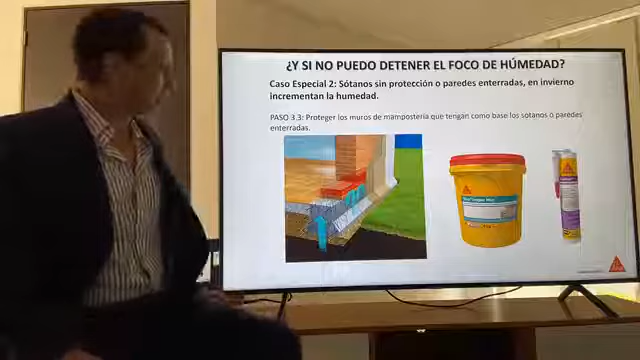 ¿Y SI NO PUEDO DETENER EL FOCO DE HÚMEDAD?
Caso Especial 2: Sótanos sin protección o paredes enterradas, en invierno
incrementan la humedad.
PASO 3.3: Proteger los muros de mampostería que tengan como base los sótanos o paredes
enterradas.